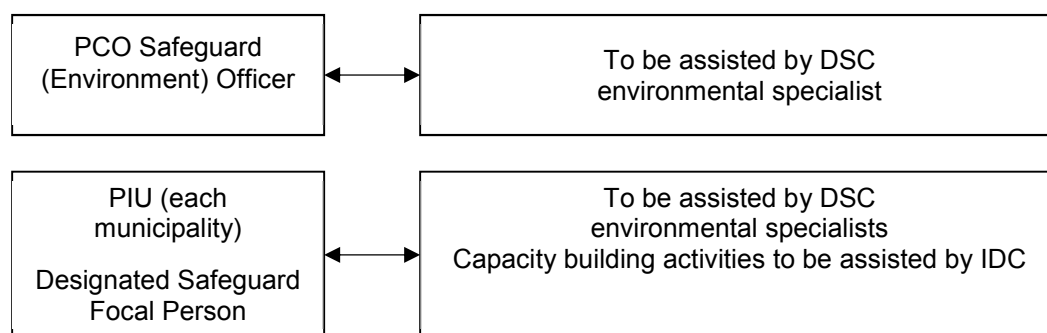 PCO Safeguard
(Environment) Officer
To be assisted by DSC
environmental specialist
PIU (each
municipality)
Designated Safeguard
Focal Person
To be assisted by DSC
environmental specialists
Capacity building activities to be assisted by IDC